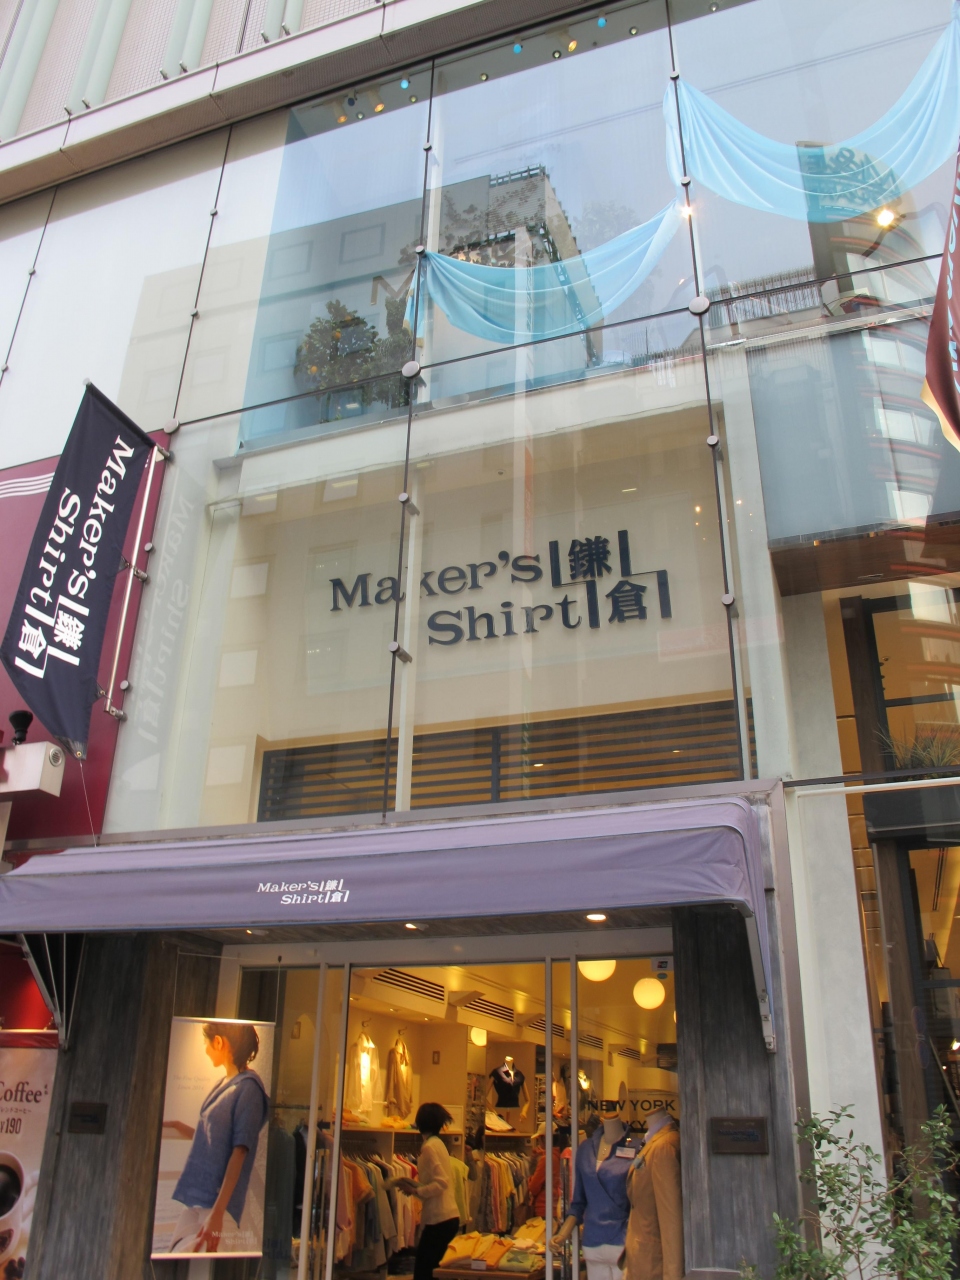 Maker's 鎌
Shirt 倉
Maker's 鎌
Shirt 倉
Maker's 鎌
Shirt 倉
NEW YORK
Coffee
¥190